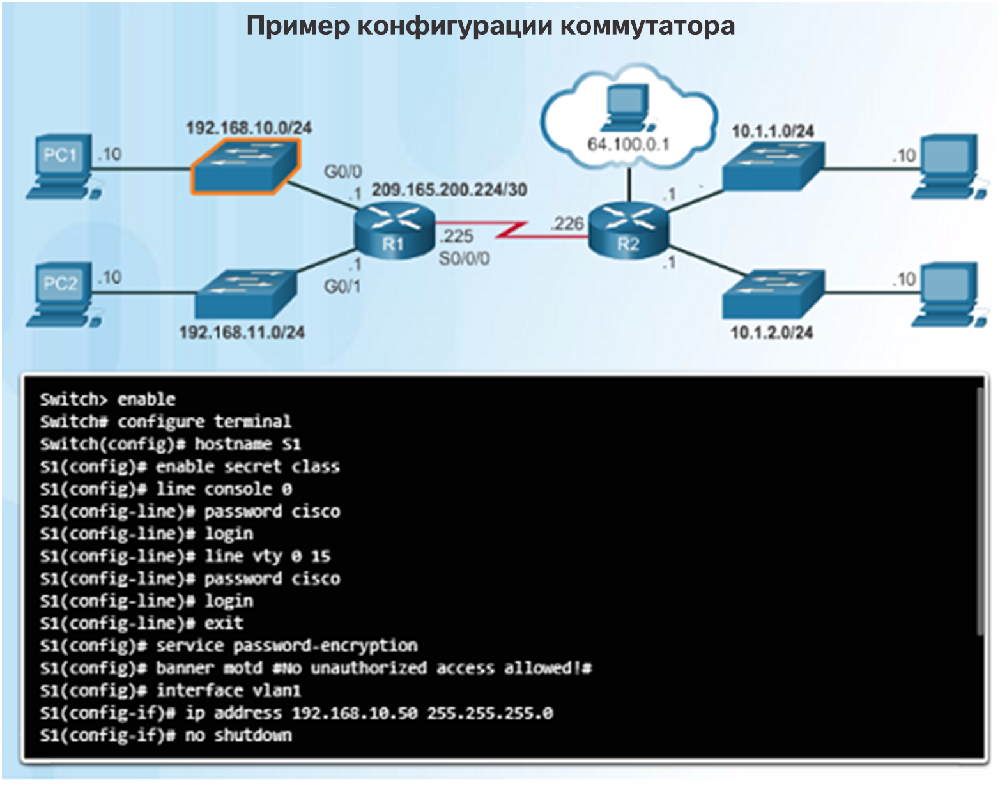 Пример конфигурации коммутатора
192.168.10.0/24
64.100.0.1
10.1.1.0/24
PC1
.10
G0/0
.1
209.165.200.224/30
.1
.10
R1
.225
S0/0/0
.226
R2
PC2
.10
.1
G0/1
.1
.10
192.168.11.0/24
10.1.2.0/24
Switch> enable
Switch# configure terminal
Switch(config)# hostname S1
S1(config)# enable secret class
S1(config)# line console 0
S1(config-line)# password cisco
S1(config-line)# login
S1(config-line)# line vty 0 15
S1(config-line)# password cisco
S1(config-line)# login
S1(config-line)# exit
S1(config)# service password-encryption
S1(config)# banner motd #No unauthorized access allowed!#
S1(config)# interface vlan1
S1(config-if)# ip address 192.168.10.50 255.255.255.0
S1(config-if)# no shutdown